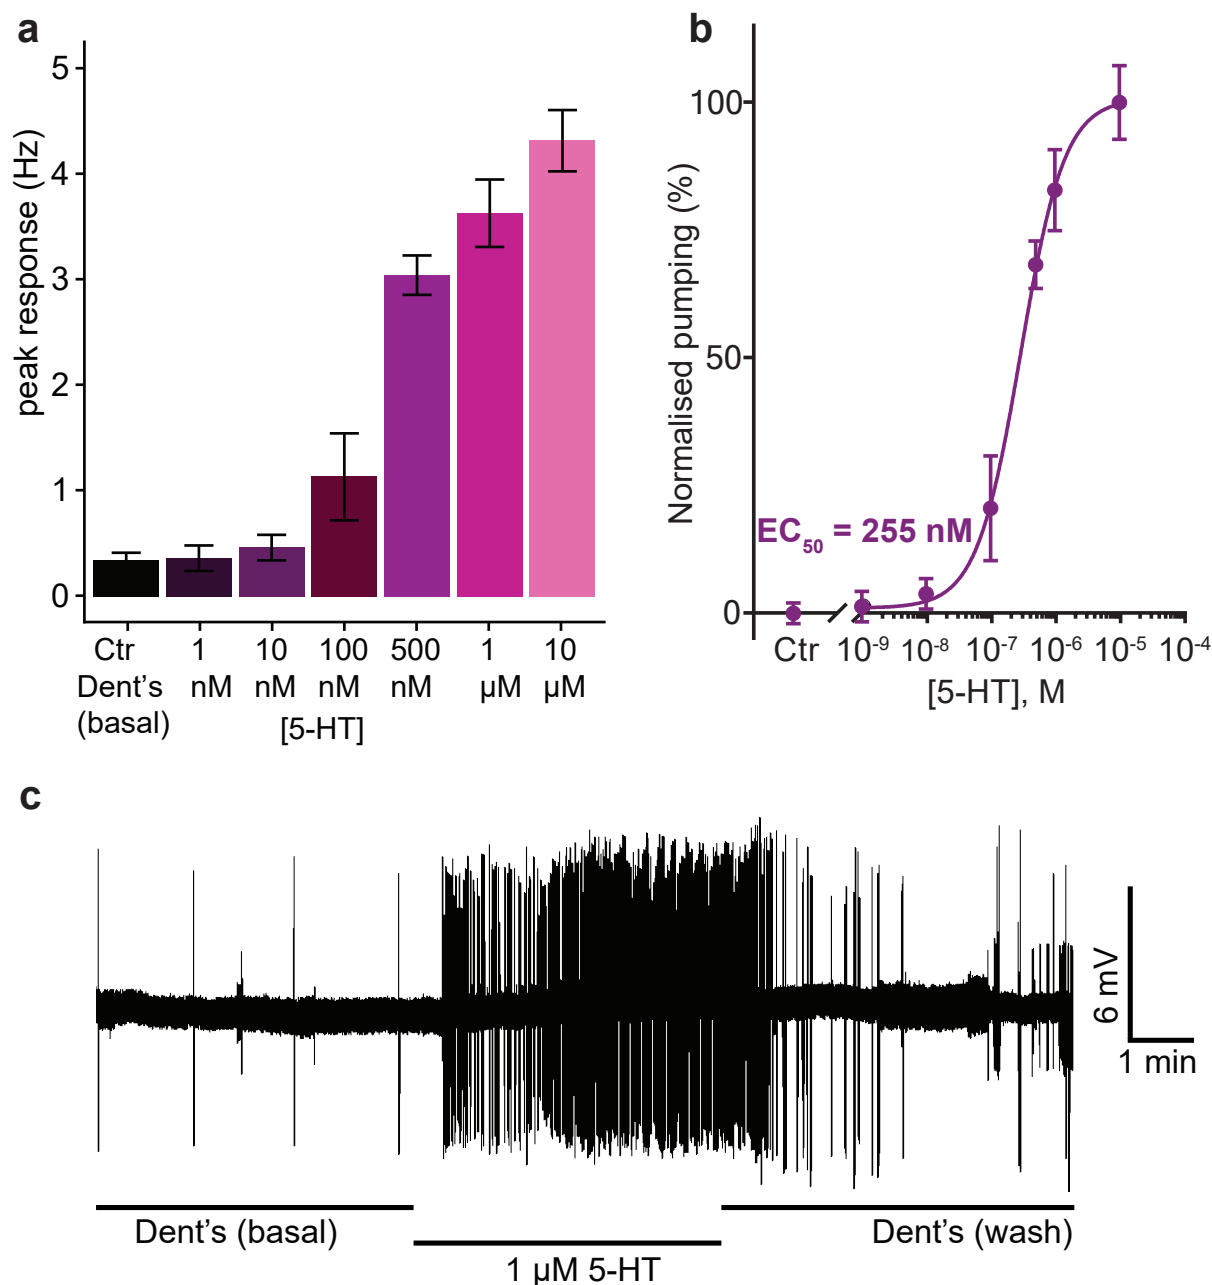 a
peak response (Hz)
5
4
3
2
1
0
Ctr 1 10 100 500 1 10
Dent's nM nM nM nM µM µM
(basal)
[5-HT]
b
Normalised pumping (%)
100
50
0
EC50 = 255 nM
Ctr 10-9 10-8 10-7 10-6 10-5 10-4
[5-HT], M
c
6 mV
1 min
Dent's (basal)
1 µM 5-HT
Dent's (wash)